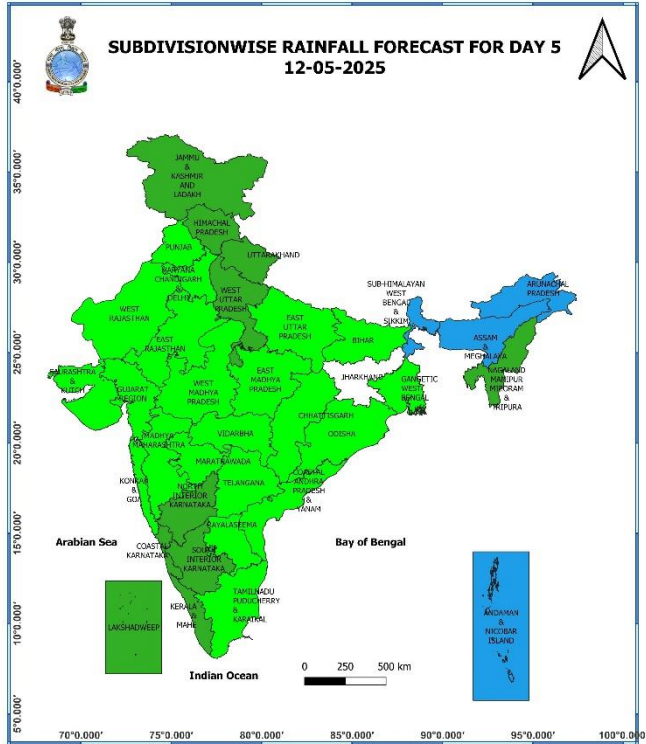 SUBDIVISIONWISE RAINFALL FORECAST FOR DAY 5
12-05-2025
40°0.000'
35°0.000'
30°0.000'
25°0.000'
20°0.000'
15°0.000'
10°0.000'
5°0.000'
JAMMU
&
KASHMIR
AND
LADAKH
HIMACHAL
PRADESH
PUNJAB
UTTARAKHAND
HARYANA
CHANDIGARH
&
DELHI
WEST
UTTAR
PRADESH
WEST
RAJASTHAN
EAST
RAJASTHAN
EAST
UTTAR
PRADESH
BIHAR
SUB-HIMALAYAN
WEST
BENGAL
&
SIKKIM
ARUNACHAL
PRADESH
ASSAM
&
MEGHALAYA
NAGALAND
MANIPUR
MIZORAM
&
TRIPURA
SAURASHTRA
&
KUTCH
GUJARAT
REGION
WEST
MADHYA
PRADESH
EAST
MADHYA
PRADESH
JHARKHAND
GANGETIC
WEST
BENGAL
CHHATTISGARH
ODISHA
MADHYA
MAHARASHTRA
VIDARBHA
MARATHWADA
KONKAN
&
GOA
NORTH
INTERIOR
KARNATAKA
TELANGANA
COASTAL
ANDHRA
PRADESH
&
YANAM
RAYALASEEMA
Arabian Sea
Bay of Bengal
COASTAL
KARNATAKA
SOUTH
INTERIOR
KARNATAKA
TAMILNADU
PUDUCHERRY
&
KARAIKAL
KERALA
&
MAHE
LAKSHADWEEP
ANDAMAN
&
NICOBAR
ISLAND
Indian Ocean
0 250 500 km
70°0.000' 75°0.000' 80°0.000' 85°0.000' 90°0.000' 95°0.000' 100°0.000'